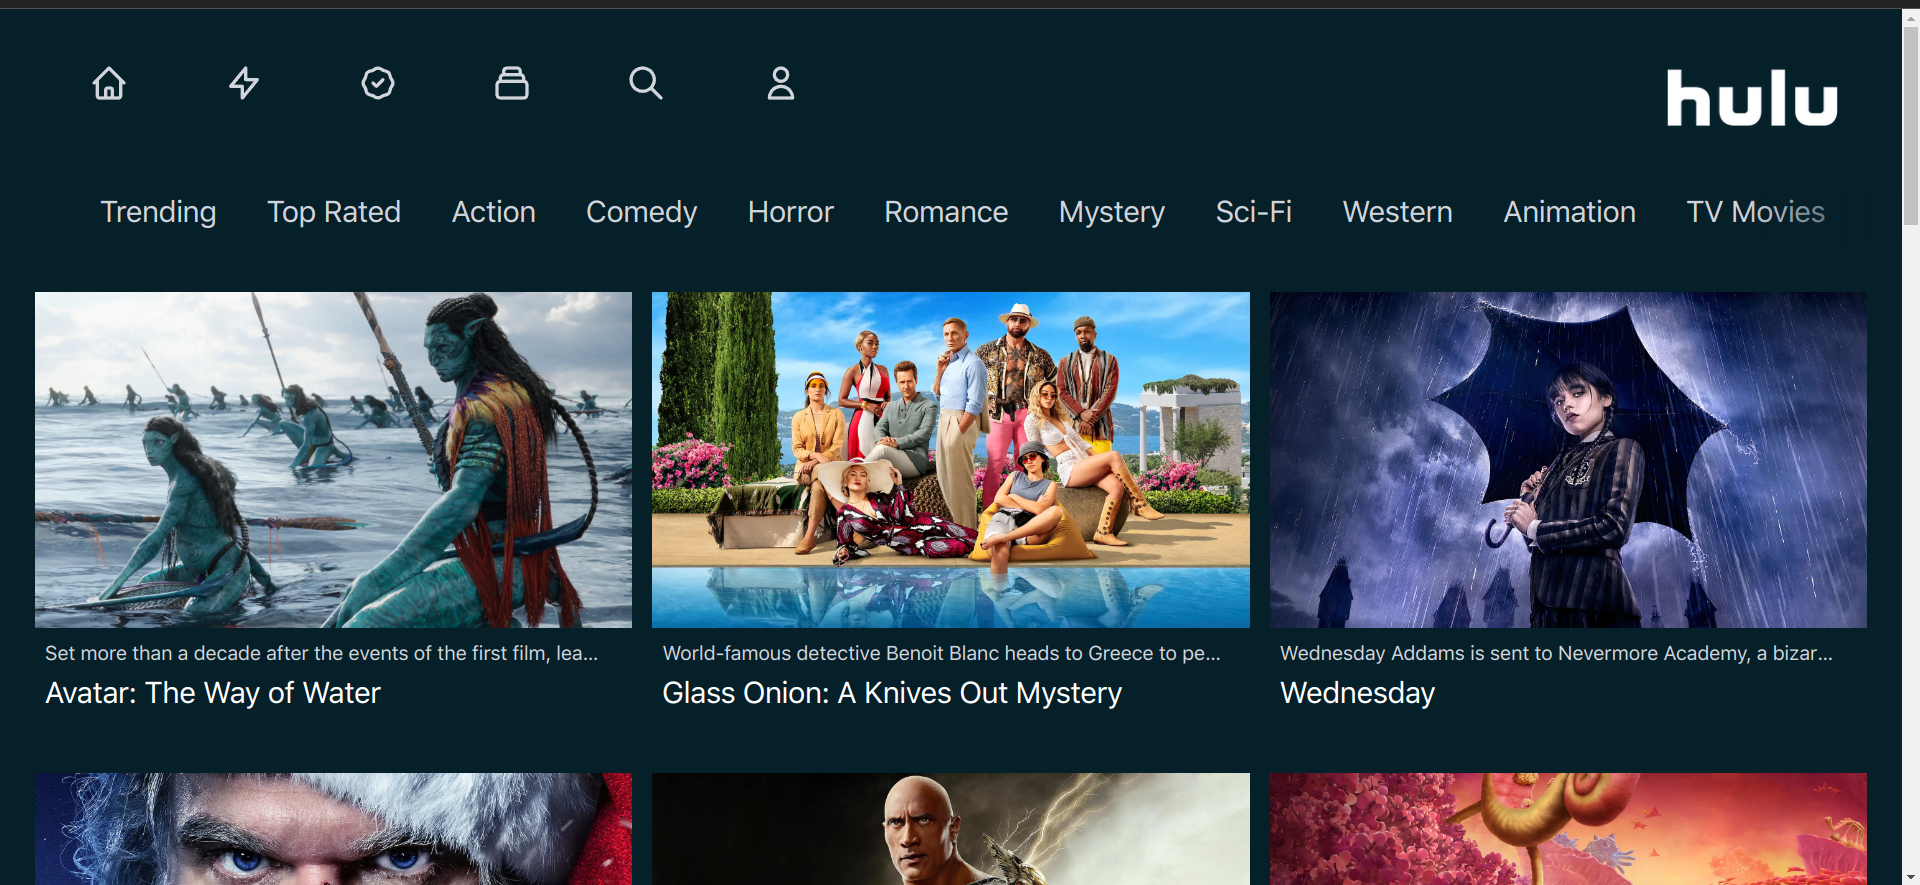 hulu
Trending Top Rated Action Comedy Horror Romance Mystery Sci-Fi Western Animation TV Movies
Set more than a decade after the events of the first film, lea...
Avatar: The Way of Water
World-famous detective Benoit Blanc heads to Greece to pe...
Glass Onion: A Knives Out Mystery
Wednesday Addams is sent to Nevermore Academy, a bizar...
Wednesday